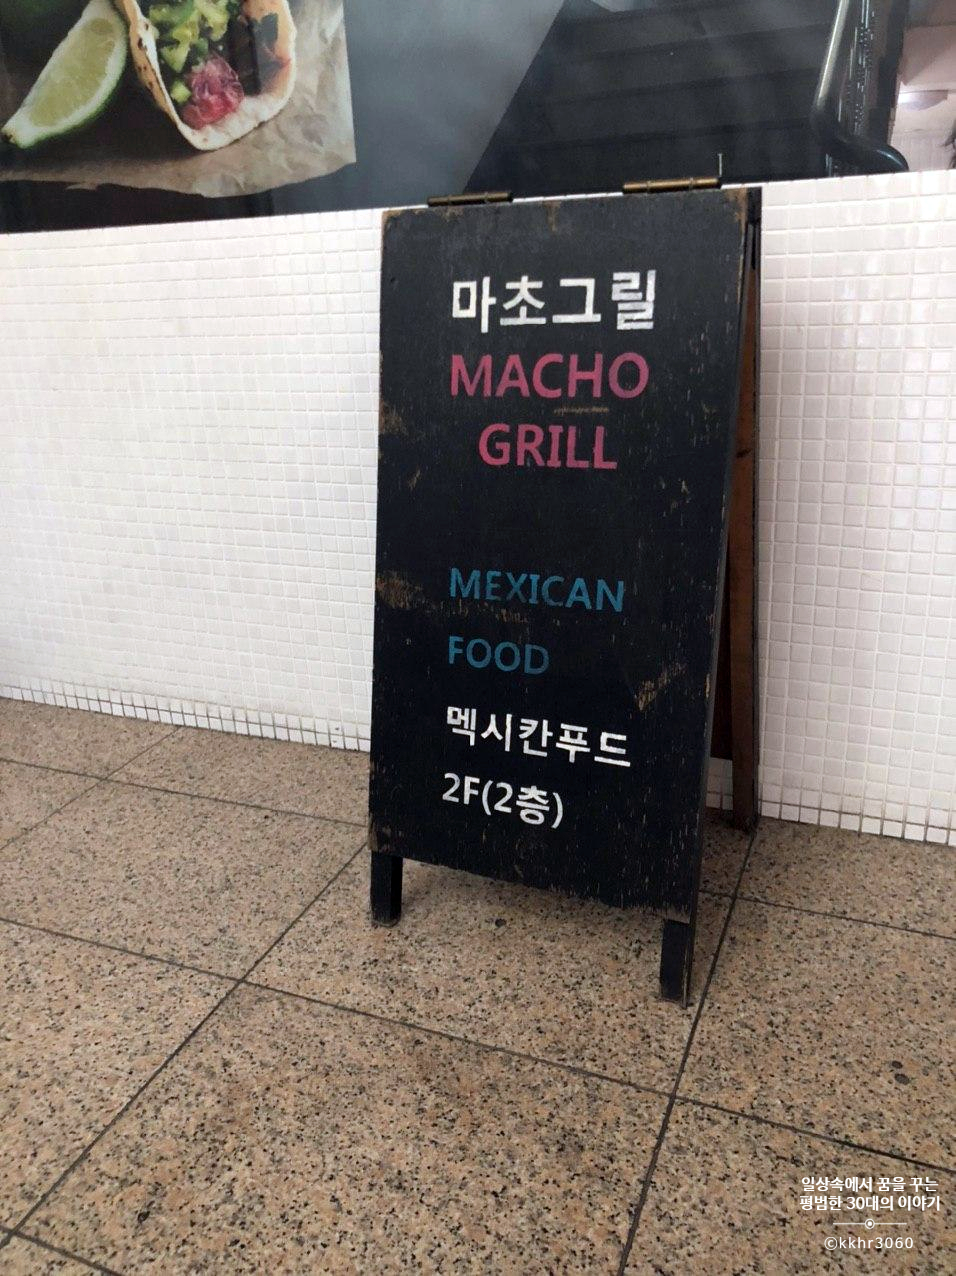 마초그릴
MACHO
GRILL
MEXICAN
FOOD
멕시칸푸드
2F(2층)
일상속에서 꿈을 꾸는
평범한 30대의 이야기
©kkhr3060